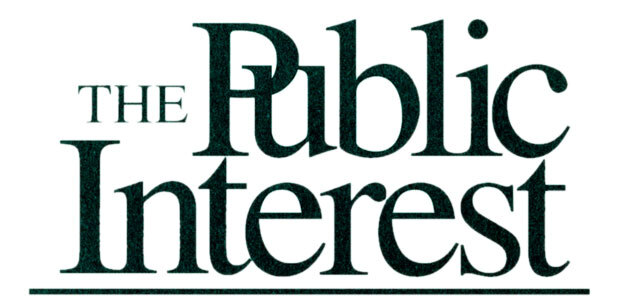 THE Public
Interest